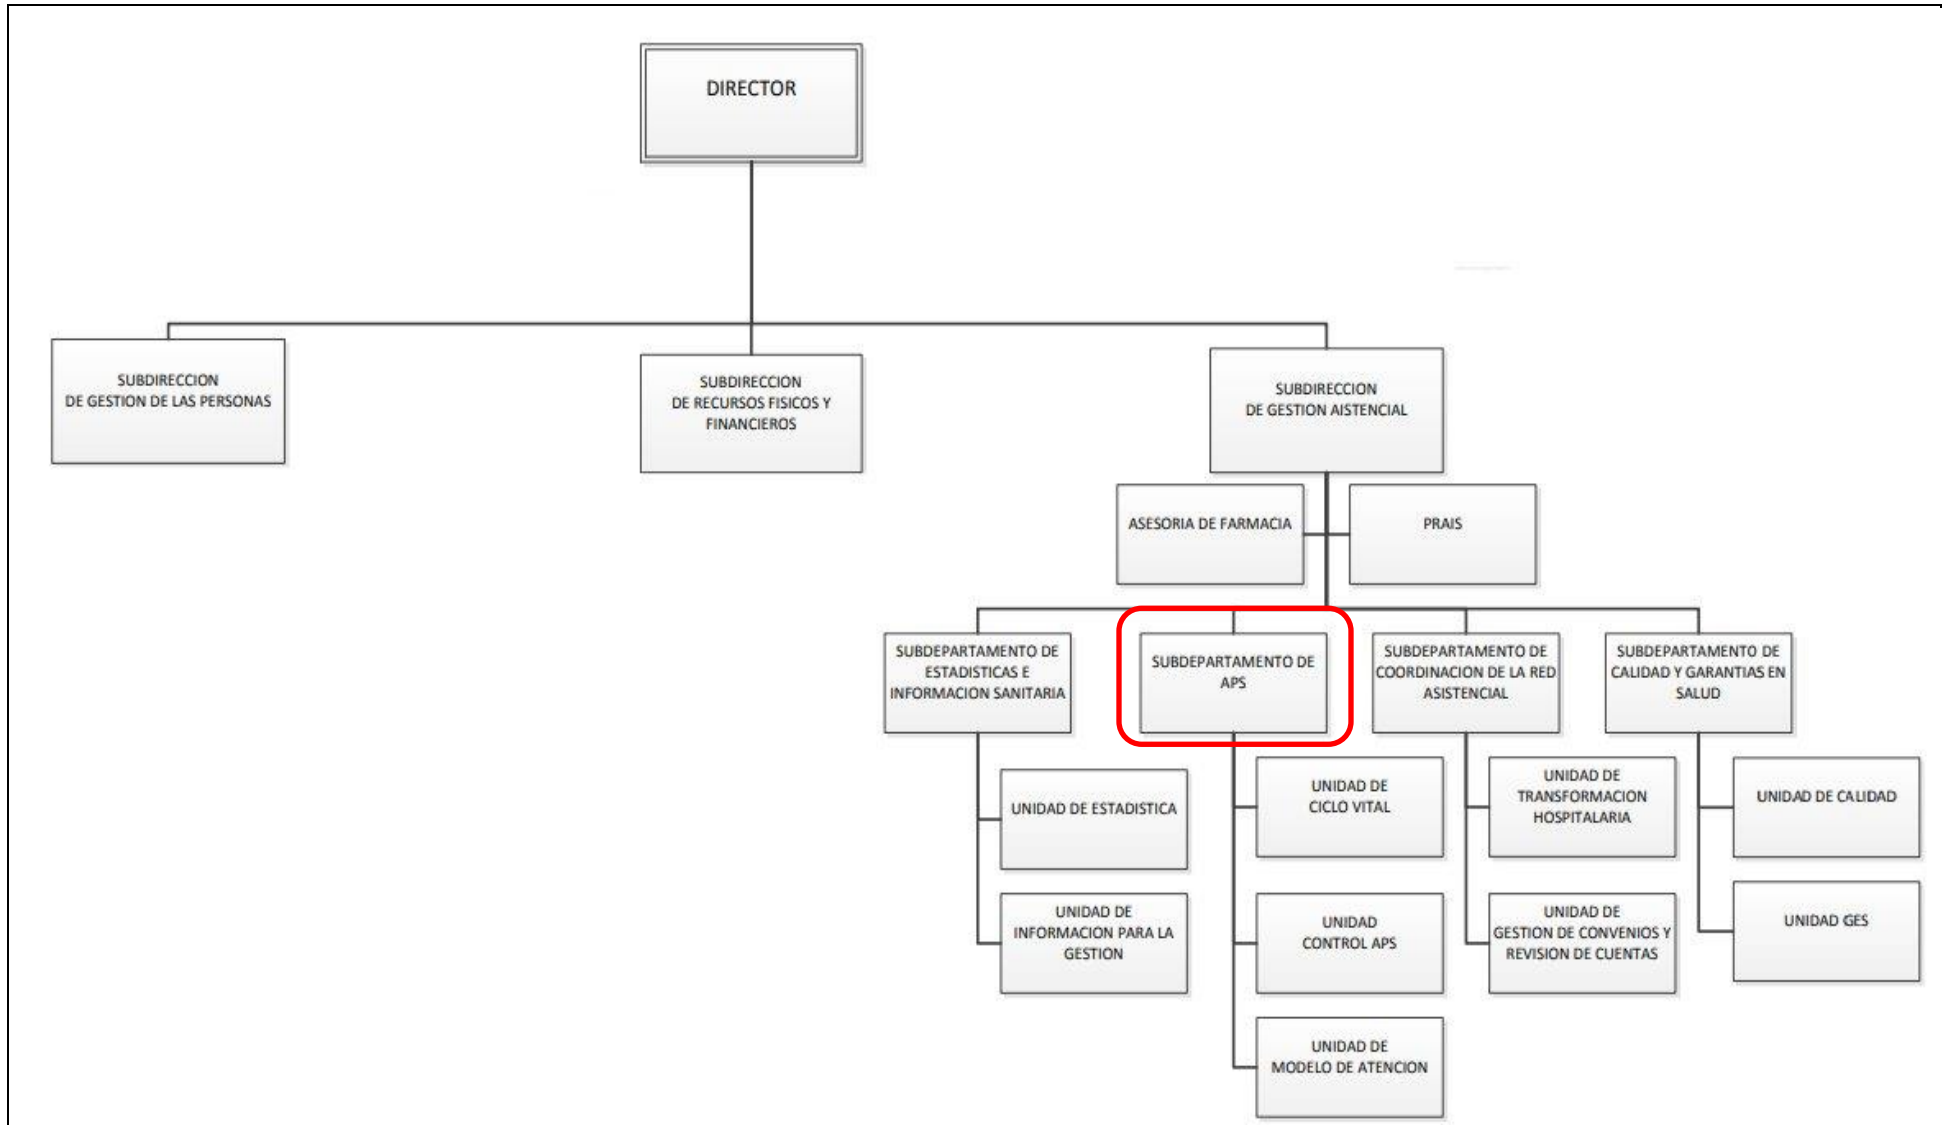 DIRECTOR
SUBDIRECCION
DE GESTION DE LAS PERSONAS
SUBDIRECCION
DE RECURSOS FISICOS Y
FINANCIEROS
SUBDIRECCION
DE GESTION AISTENCIAL
ASESORIA DE FARMACIA
PRAIS
SUBDEPARTAMENTO DE
ESTADISTICAS E
INFORMACION SANITARIA
SUBDEPARTAMENTO DE
APS
SUBDEPARTAMENTO DE
COORDINACION DE LA RED
ASISTENCIAL
SUBDEPARTAMENTO DE
CALIDAD Y GARANTIAS EN
SALUD
UNIDAD DE ESTADISTICA
UNIDAD DE
CICLO VITAL
UNIDAD DE
TRANSFORMACION
HOSPITALARIA
UNIDAD DE CALIDAD
UNIDAD DE
INFORMACION PARA LA
GESTION
UNIDAD
CONTROL APS
UNIDAD DE
GESTION DE CONVENIOS Y
REVISION DE CUENTAS
UNIDAD GES
UNIDAD DE
MODELO DE ATENCION